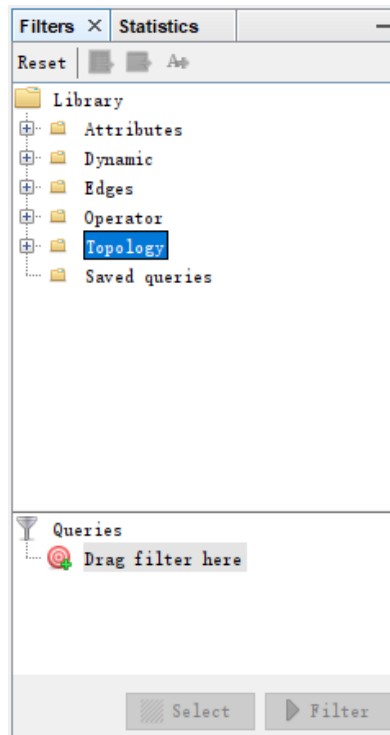 Filters × Statistics
Reset
Library
Attributes
Dynamic
Edges
Operator
Topology
Saved queries
Queries
Drag filter here
Select Filter